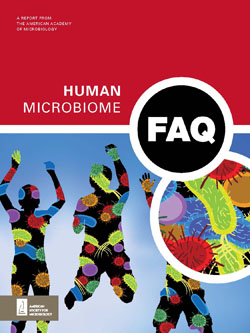 A REPORT FROM
THE AMERICAN ACADEMY
OF MICROBIOLOGY
HUMAN
MICROBIOME
FAQ
AMERICAN
SOCIETY FOR
MICROBIOLOGY